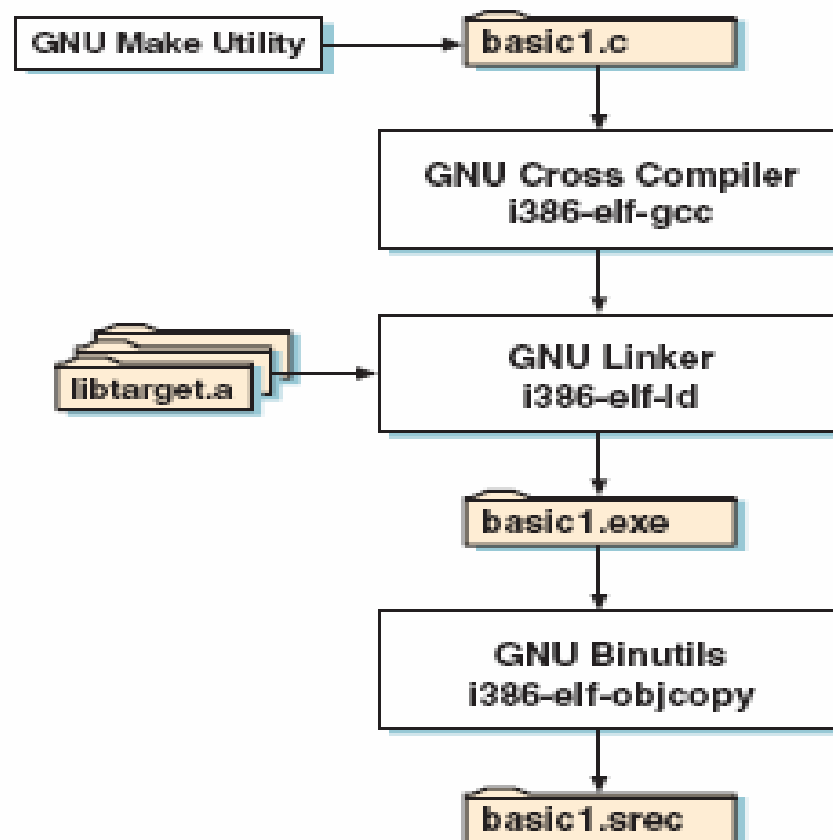 GNU Make Utility
basic1.c
GNU Cross Compiler
i386-elf-gcc
libtarget.a
GNU Linker
i386-elf-ld
basic1.exe
GNU Binutils
i386-elf-objcopy
basic1.srec